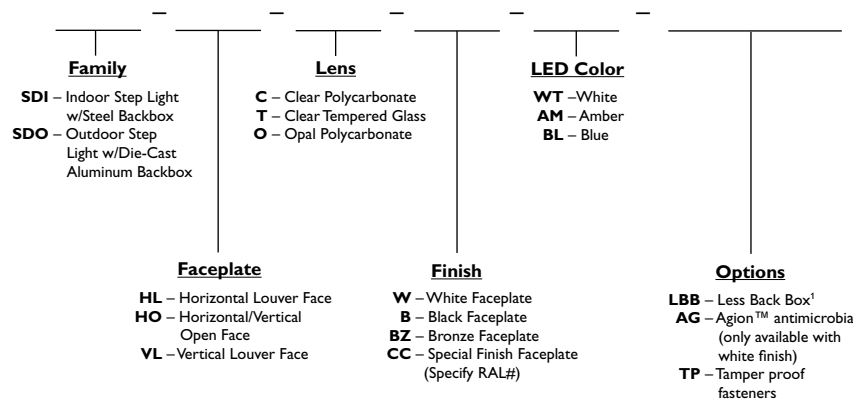 – – – – –
Family
SDI – Indoor Step Light
w/Steel Backbox
SDO – Outdoor Step
Light w/Die-Cast
Aluminum Backbox
Lens
C – Clear Polycarbonate
T – Clear Tempered Glass
O – Opal Polycarbonate
LED Color
WT – White
AM – Amber
BL – Blue
Faceplate
HL – Horizontal Louver Face
HO – Horizontal/Vertical
Open Face
VL – Vertical Louver Face
Finish
W – White Faceplate
B – Black Faceplate
BZ – Bronze Faceplate
CC – Special Finish Faceplate
(Specify RAL#)
Options
LBB – Less Back Box¹
AG – Agion™ antimicrobia
(only available with
white finish)
TP – Tamper proof
fasteners